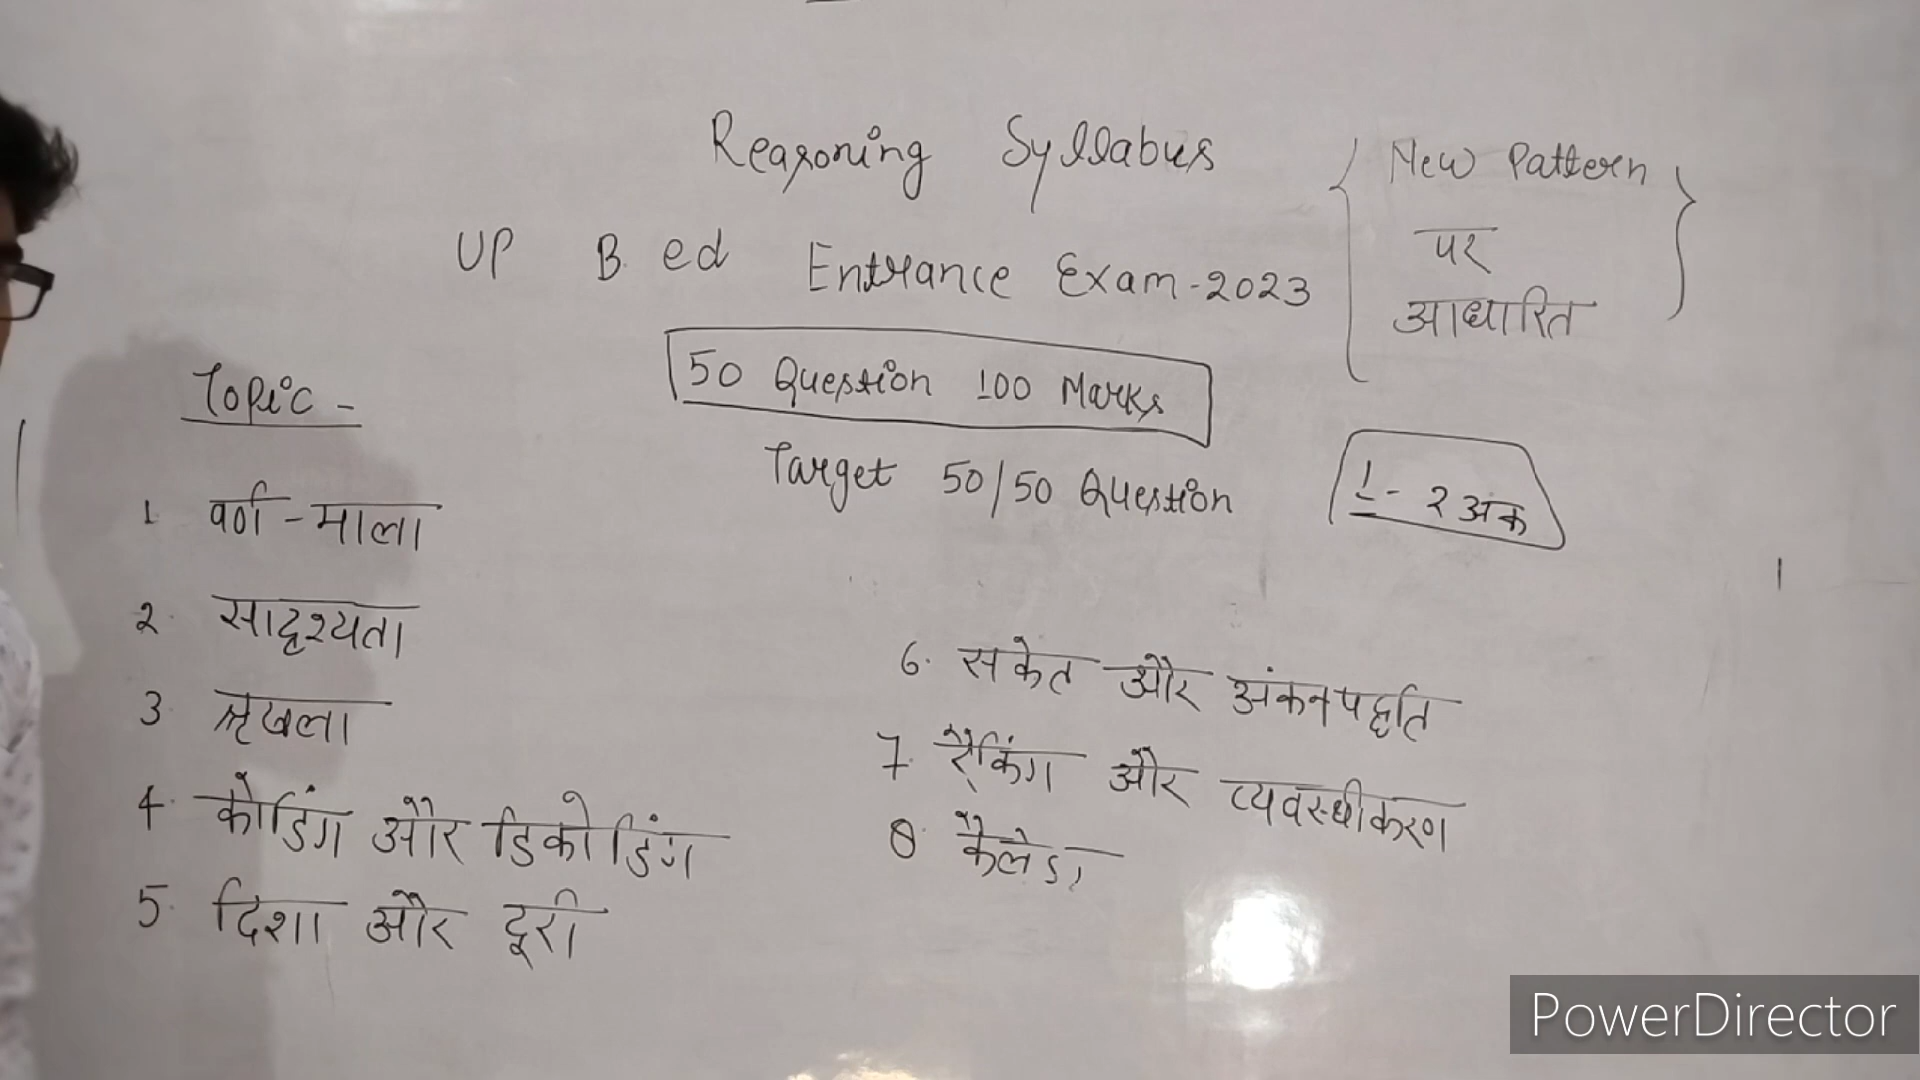 Reasoning Syllabus
UP B.ed Entrance Exam-2023
{ New Pattern
पर
आधारित }
50 Question 100 Marks
Target 50/50 Question
1 - 2 अंक
Topic -
1. वर्ण-माला
2. सादृश्यता
3 श्रृखला
4. कोडिंग और डिकोडिंग
5. दिशा और दूरी
6. सकेत और अंकनपद्धति
7. रैंकिंग और व्यवस्थीकरण
8. कैलेडा
PowerDirector